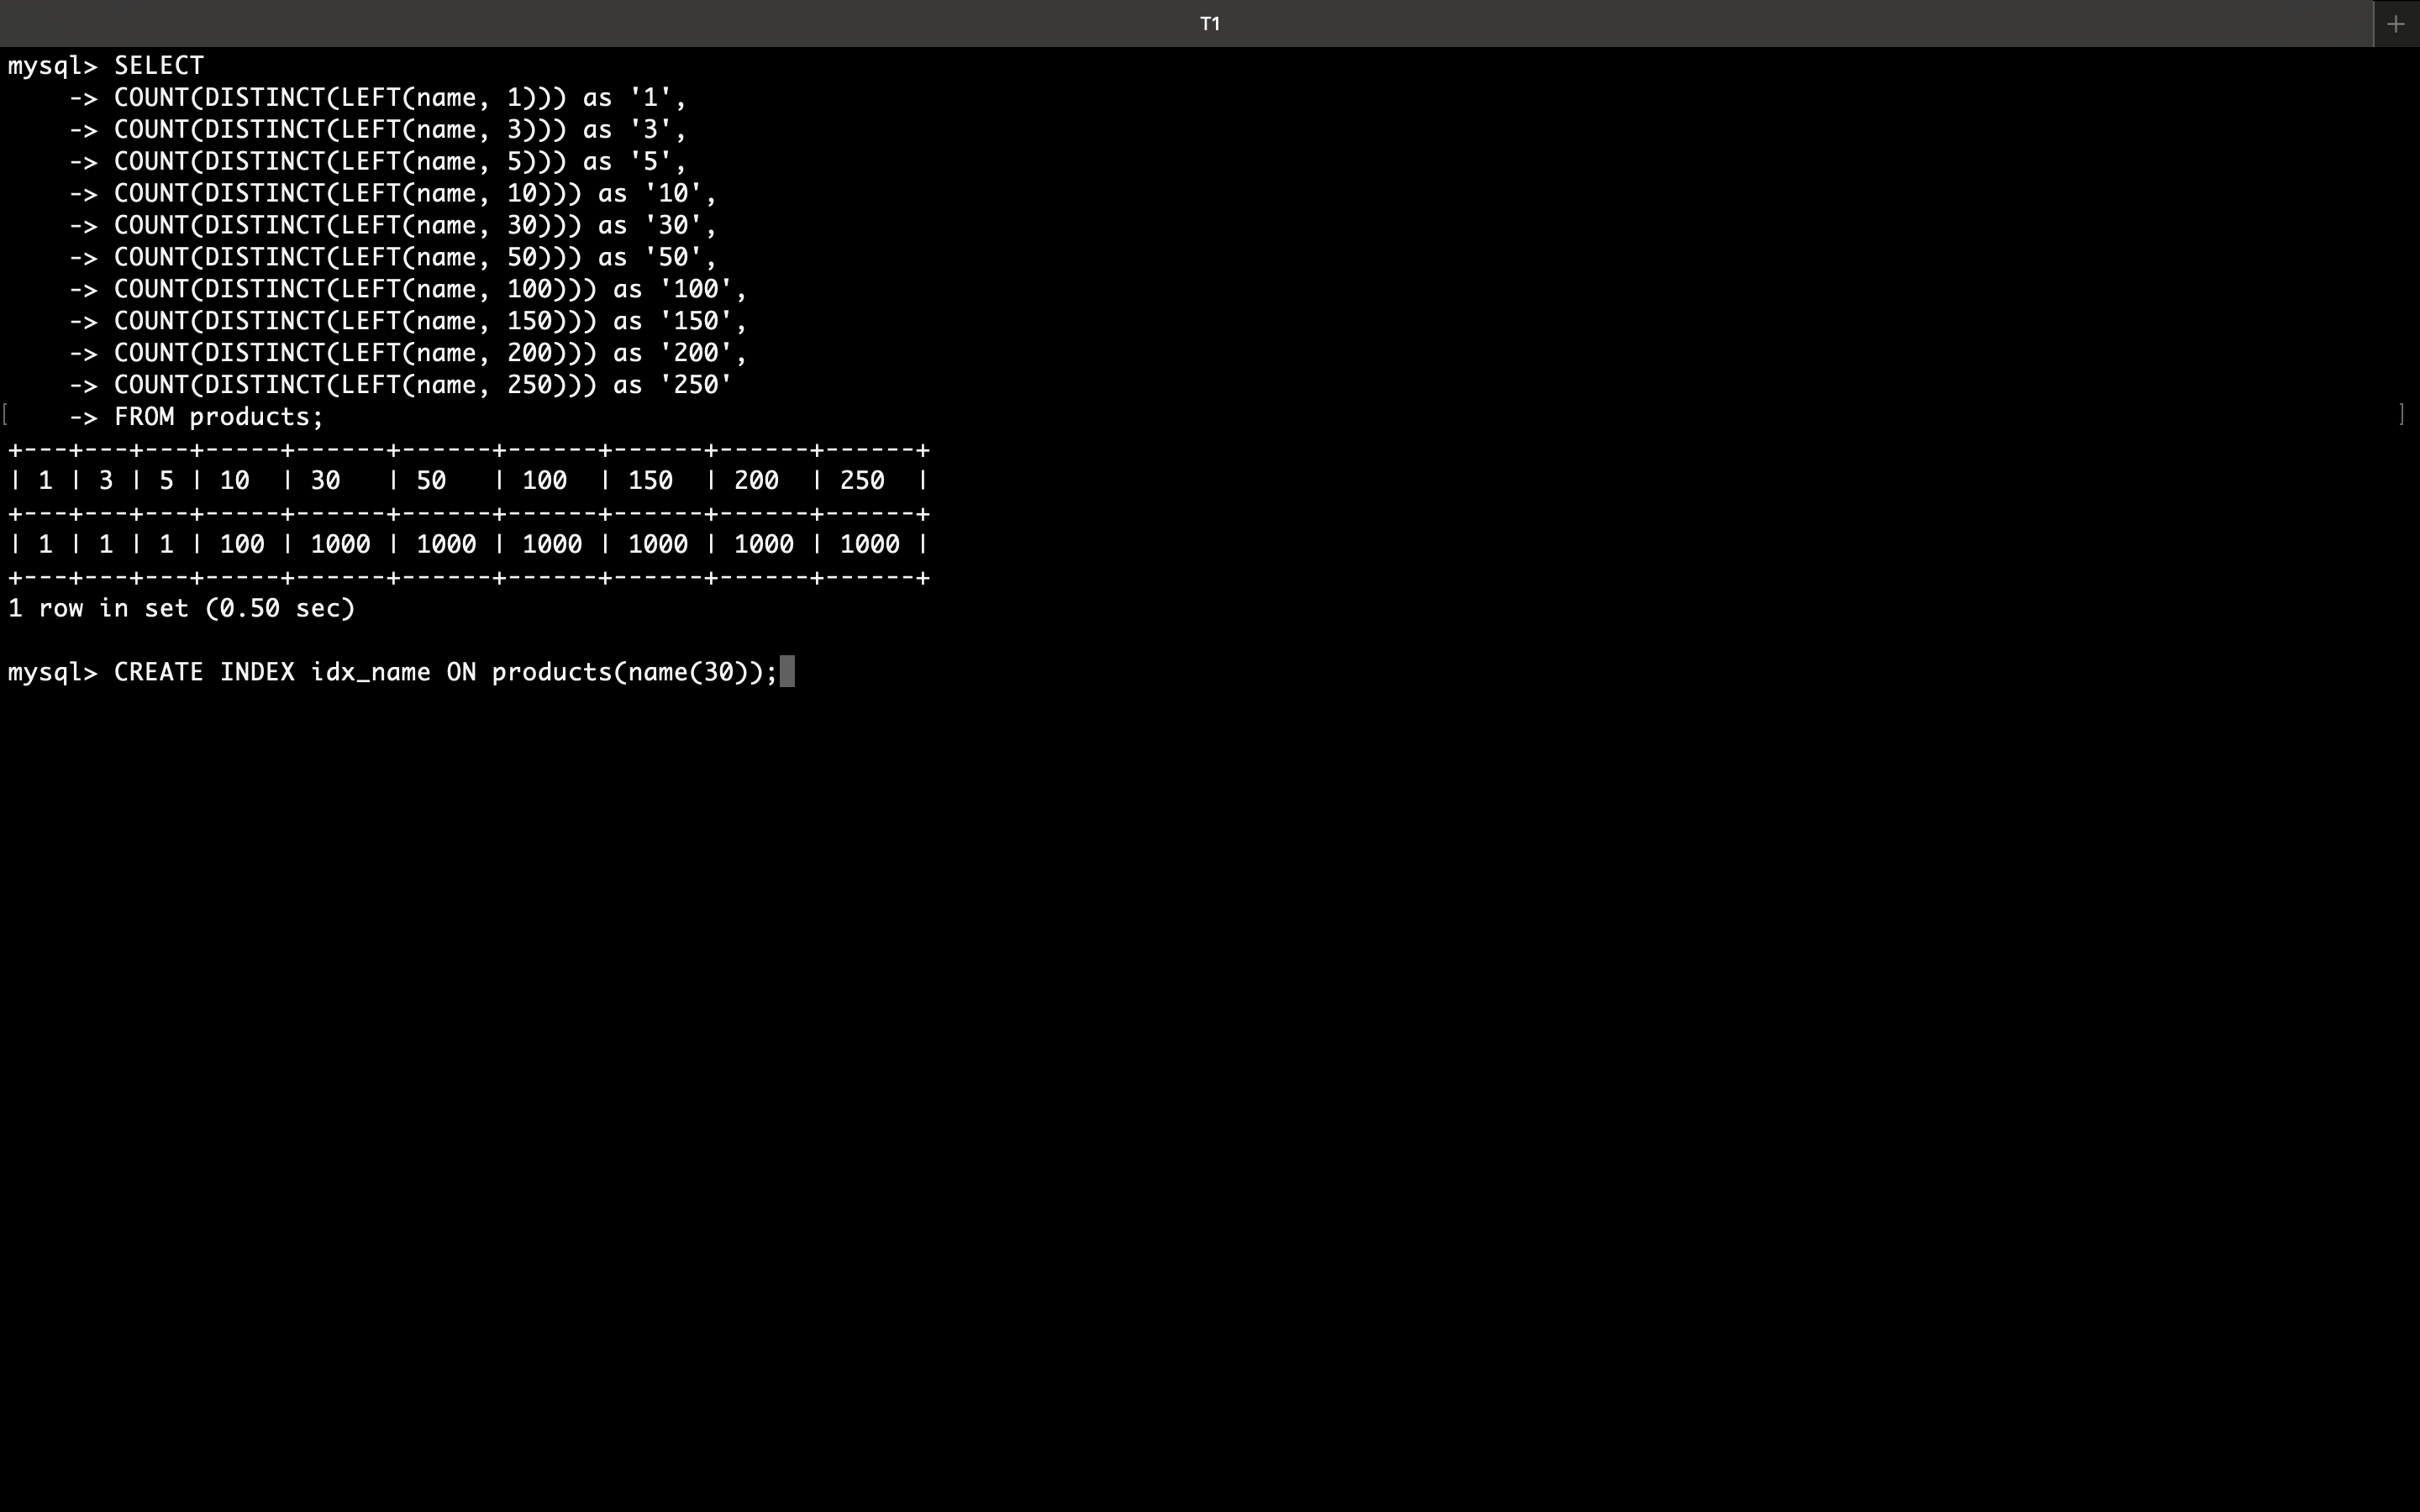 T1
+
mysql> SELECT
    -> COUNT(DISTINCT(LEFT(name, 1))) as '1',
    -> COUNT(DISTINCT(LEFT(name, 3))) as '3',
    -> COUNT(DISTINCT(LEFT(name, 5))) as '5',
    -> COUNT(DISTINCT(LEFT(name, 10))) as '10',
    -> COUNT(DISTINCT(LEFT(name, 30))) as '30',
    -> COUNT(DISTINCT(LEFT(name, 50))) as '50',
    -> COUNT(DISTINCT(LEFT(name, 100))) as '100',
    -> COUNT(DISTINCT(LEFT(name, 150))) as '150',
    -> COUNT(DISTINCT(LEFT(name, 200))) as '200',
    -> COUNT(DISTINCT(LEFT(name, 250))) as '250'
[    -> FROM products; ]
+---+---+---+-----+------+------+------+------+------+------+
| 1 | 3 | 5 | 10  | 30   | 50   | 100  | 150  | 200  | 250  |
+---+---+---+-----+------+------+------+------+------+------+
| 1 | 1 | 1 | 100 | 1000 | 1000 | 1000 | 1000 | 1000 | 1000 |
+---+---+---+-----+------+------+------+------+------+------+
1 row in set (0.50 sec)
mysql> CREATE INDEX idx_name ON products(name(30));